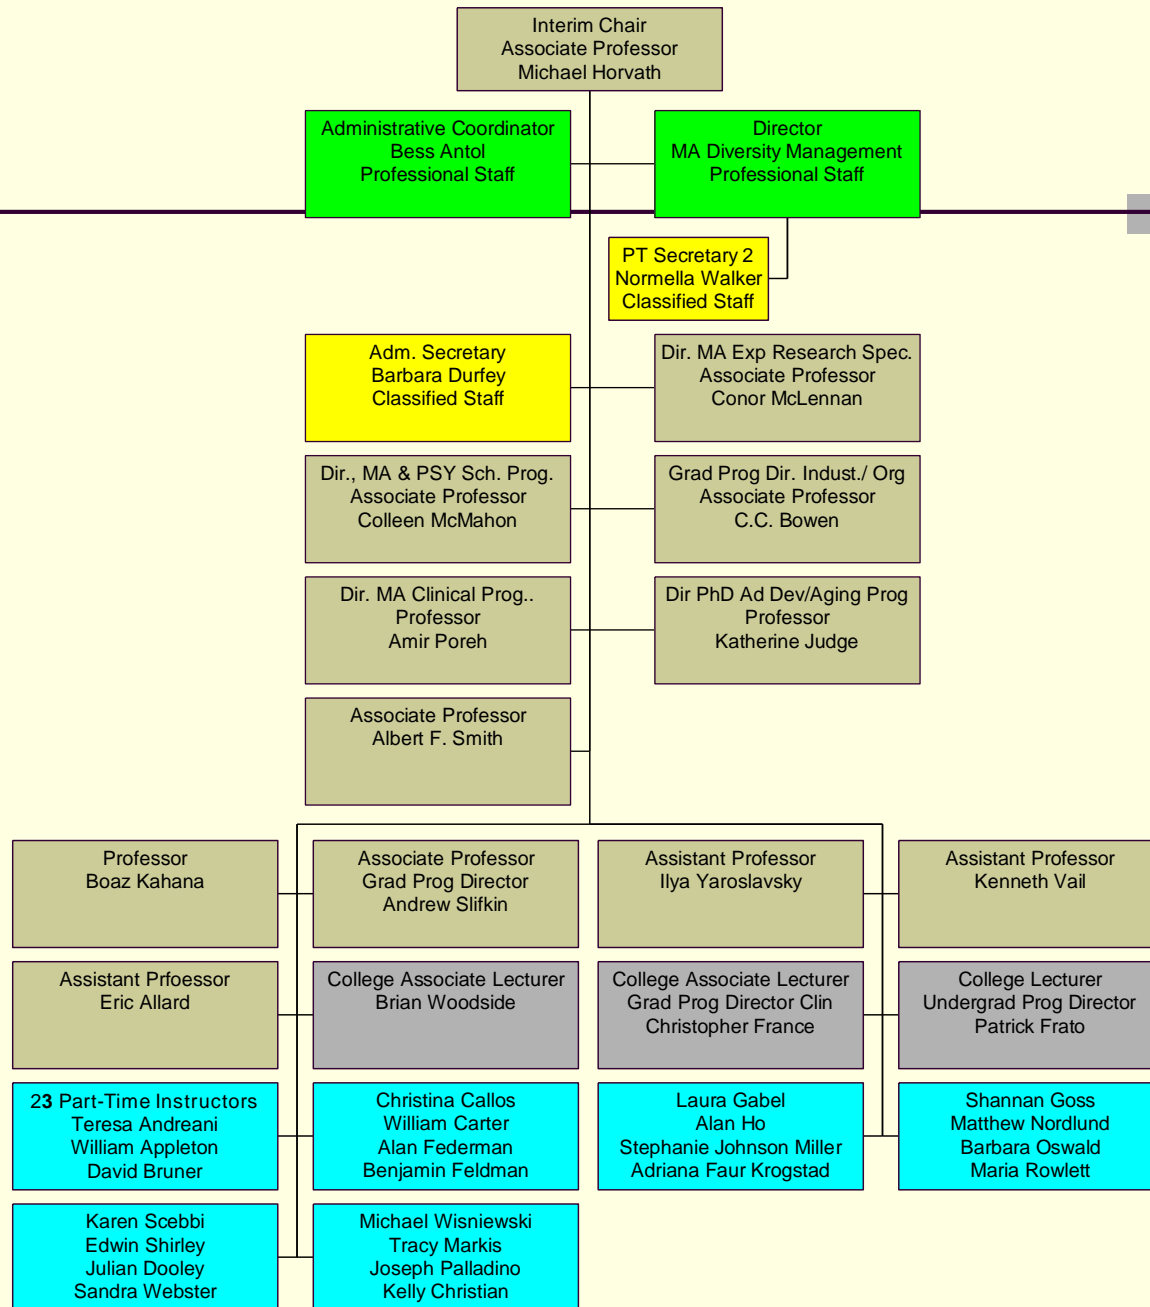 Interim Chair
Associate Professor
Michael Horvath
Administrative Coordinator
Bess Antol
Professional Staff
Director
MA Diversity Management
Professional Staff
PT Secretary 2
Normella Walker
Classified Staff
Adm. Secretary
Barbara Durfey
Classified Staff
Dir. MA Exp Research Spec.
Associate Professor
Conor McLennan
Dir., MA & PSY Sch. Prog.
Associate Professor
Colleen McMahon
Grad Prog Dir. Indust./ Org
Associate Professor
C.C. Bowen
Dir. MA Clinical Prog..
Professor
Amir Poreh
Dir PhD Ad Dev/Aging Prog
Professor
Katherine Judge
Associate Professor
Albert F. Smith
Professor
Boaz Kahana
Associate Professor
Grad Prog Director
Andrew Slifkin
Assistant Professor
Ilya Yaroslavsky
Assistant Professor
Kenneth Vail
Assistant Prfoessor
Eric Allard
College Associate Lecturer
Brian Woodside
College Associate Lecturer
Grad Prog Director Clin
Christopher France
College Lecturer
Undergrad Prog Director
Patrick Frato
23 Part-Time Instructors
Teresa Andreani
William Appleton
David Bruner
Christina Callos
William Carter
Alan Federman
Benjamin Feldman
Laura Gabel
Alan Ho
Stephanie Johnson Miller
Adriana Faur Krogstad
Shannan Goss
Matthew Nordlund
Barbara Oswald
Maria Rowlett
Karen Scebbi
Edwin Shirley
Julian Dooley
Sandra Webster
Michael Wisniewski
Tracy Markis
Joseph Palladino
Kelly Christian